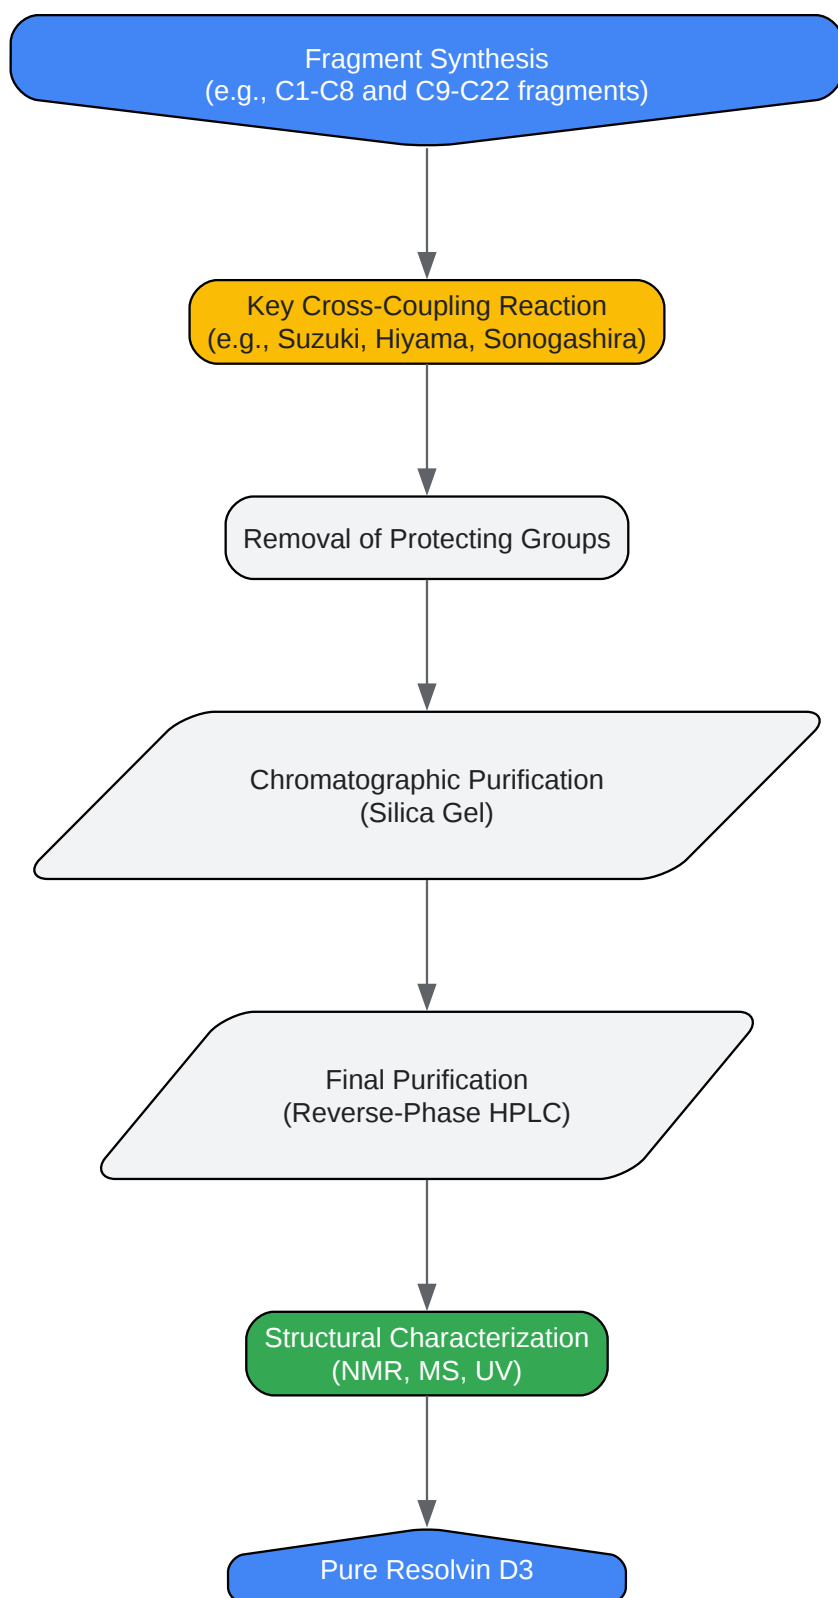 Fragment Synthesis
(e.g., C1-C8 and C9-C22 fragments)
Key Cross-Coupling Reaction
(e.g., Suzuki, Hiyama, Sonogashira)
Removal of Protecting Groups
Chromatographic Purification
(Silica Gel)
Final Purification
(Reverse-Phase HPLC)
Structural Characterization
(NMR, MS, UV)
Pure Resolvin D3